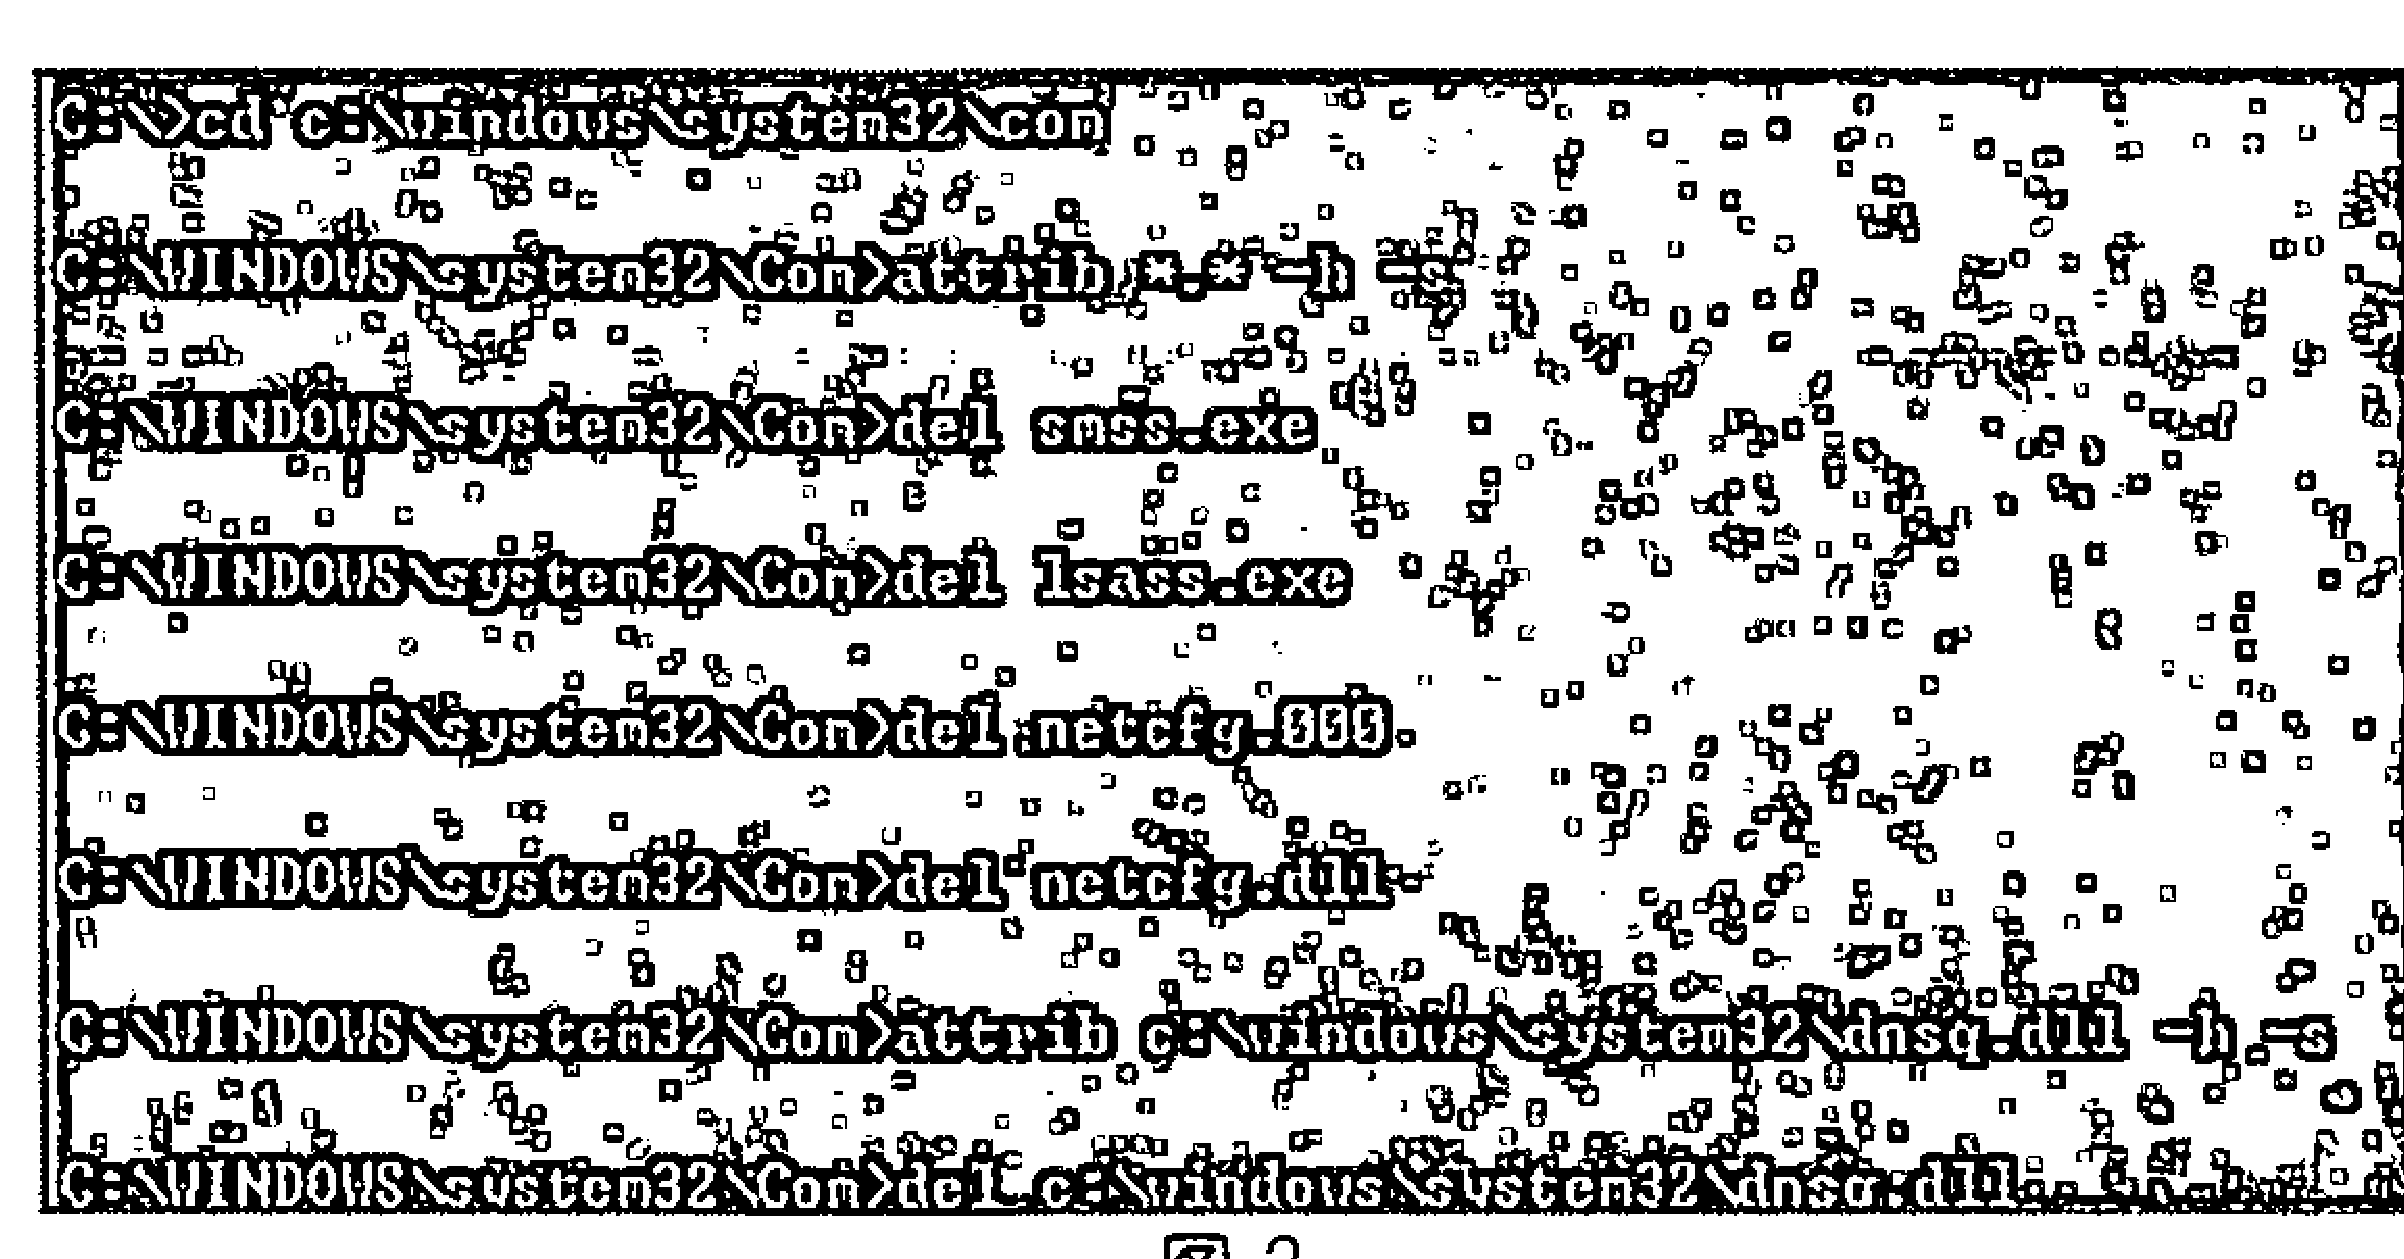 C:\>cd c:\windows\system32\com
C:\WINDOWS\system32\Com>attrib *.* -h -s
C:\WINDOWS\system32\Com>del smss.exe
C:\WINDOWS\system32\Com>del lsass.exe
C:\WINDOWS\system32\Com>del netcfg.000
C:\WINDOWS\system32\Com>del netcfg.dll
C:\WINDOWS\system32\Com>attrib c:\windows\system32\dnsq.dll -h -s
C:\WINDOWS\system32\Com>del c:\windows\system32\dnsq.dll